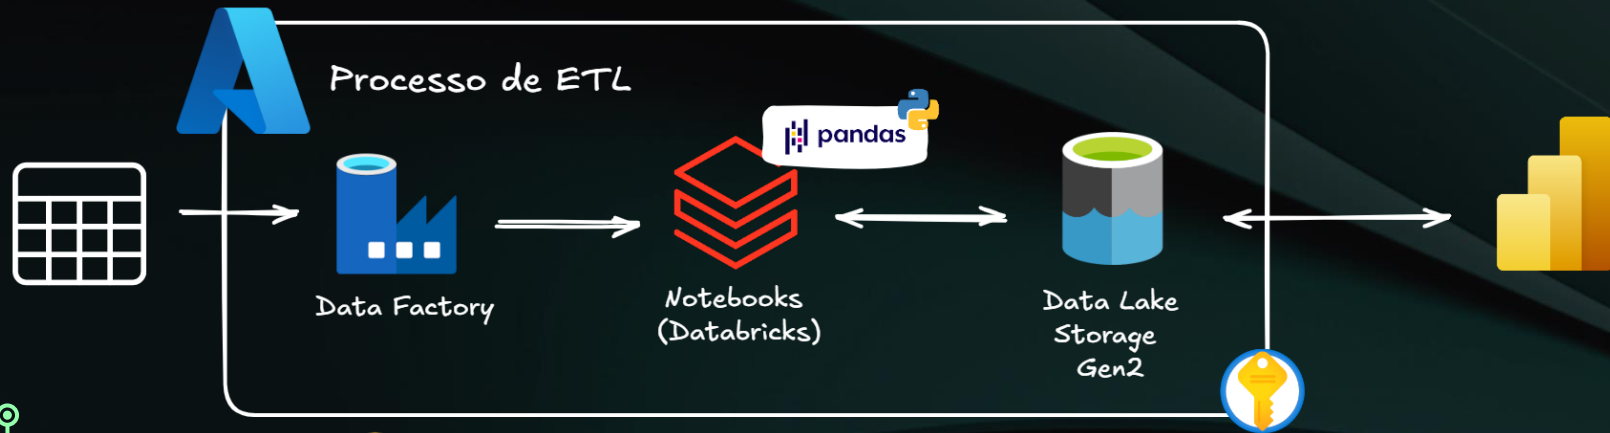 Processo de ETL
pandas
Data Factory
Notebooks
(Databricks)
Data Lake
Storage
Gen2